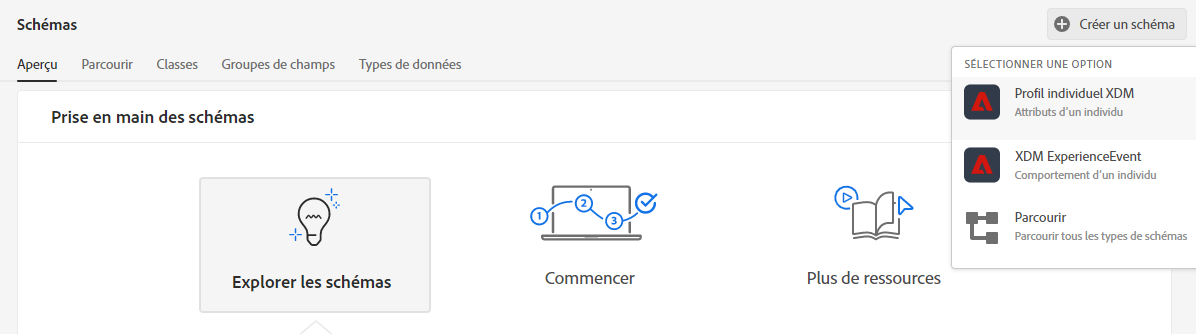 Schémas
Créer un schéma
Aperçu Parcourir Classes Groupes de champs Types de données
SÉLECTIONNER UNE OPTION
Profil individuel XDM
Attributs d'un individu
XDM ExperienceEvent
Comportement d'un individu
Parcourir
Parcourir tous les types de schémas
Prise en main des schémas
1 2 3
Explorer les schémas
Commencer
Plus de ressources